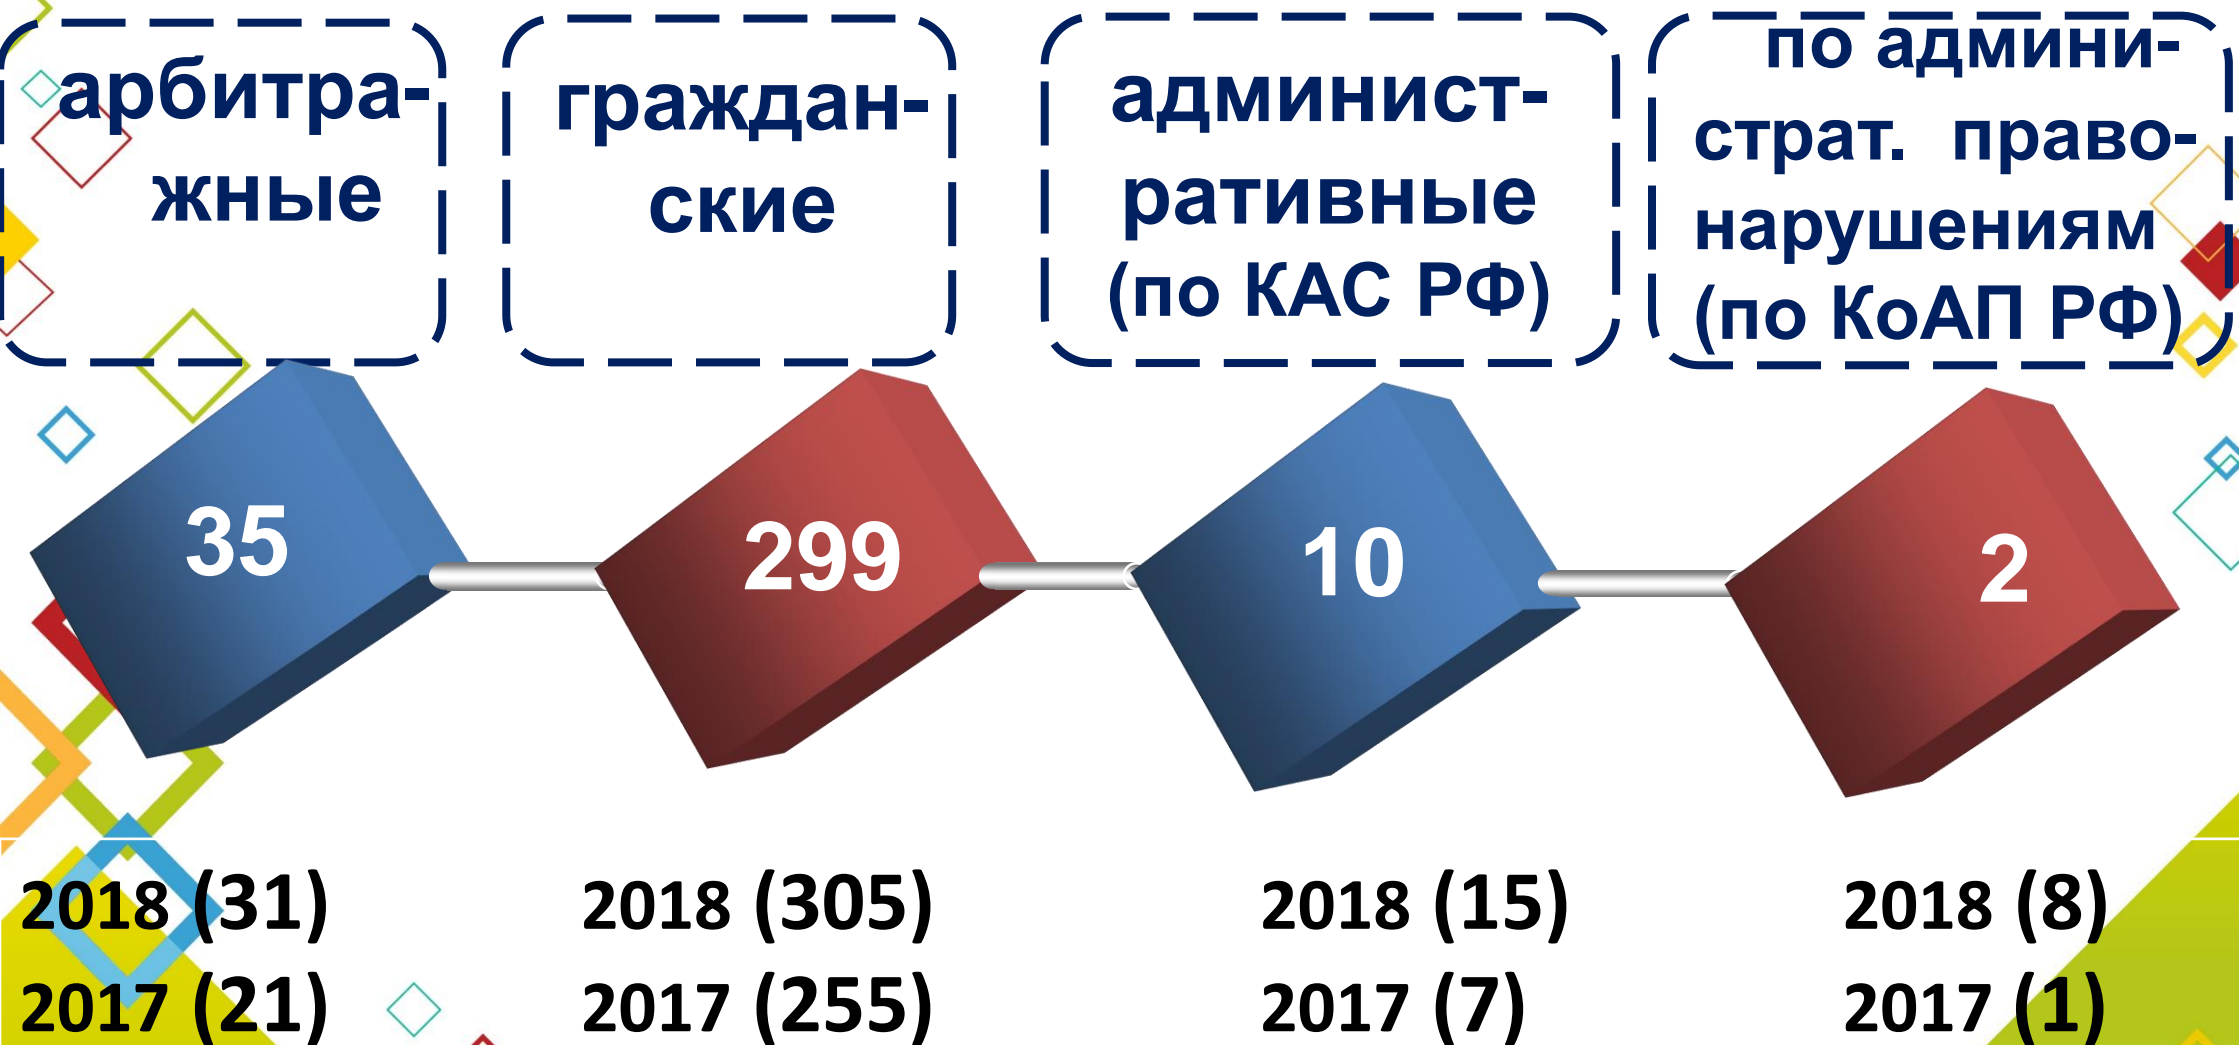 арбитра-
жные
граждан-
ские
админист-
ративные
(по КАС РФ)
по админи-
страт. право-
нарушениям
(по КоАП РФ)
35
299
10
2
2018 (31)
2017 (21)
2018 (305)
2017 (255)
2018 (15)
2017 (7)
2018 (8)
2017 (1)